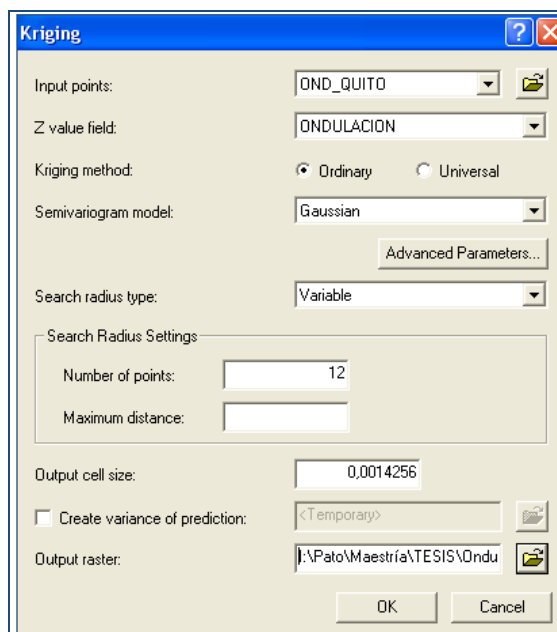 Kriging
Input points: OND_QUITO
Z value field: ONDULACION
Kriging method: Ordinary Universal
Semivariogram model: Gaussian
Advanced Parameters...
Search radius type: Variable
Search Radius Settings
Number of points: 12
Maximum distance:
Output cell size: 0,0014256
Create variance of prediction: <Temporary>
Output raster: I:\Pato\Maestría\TESIS\Ondu
OK Cancel